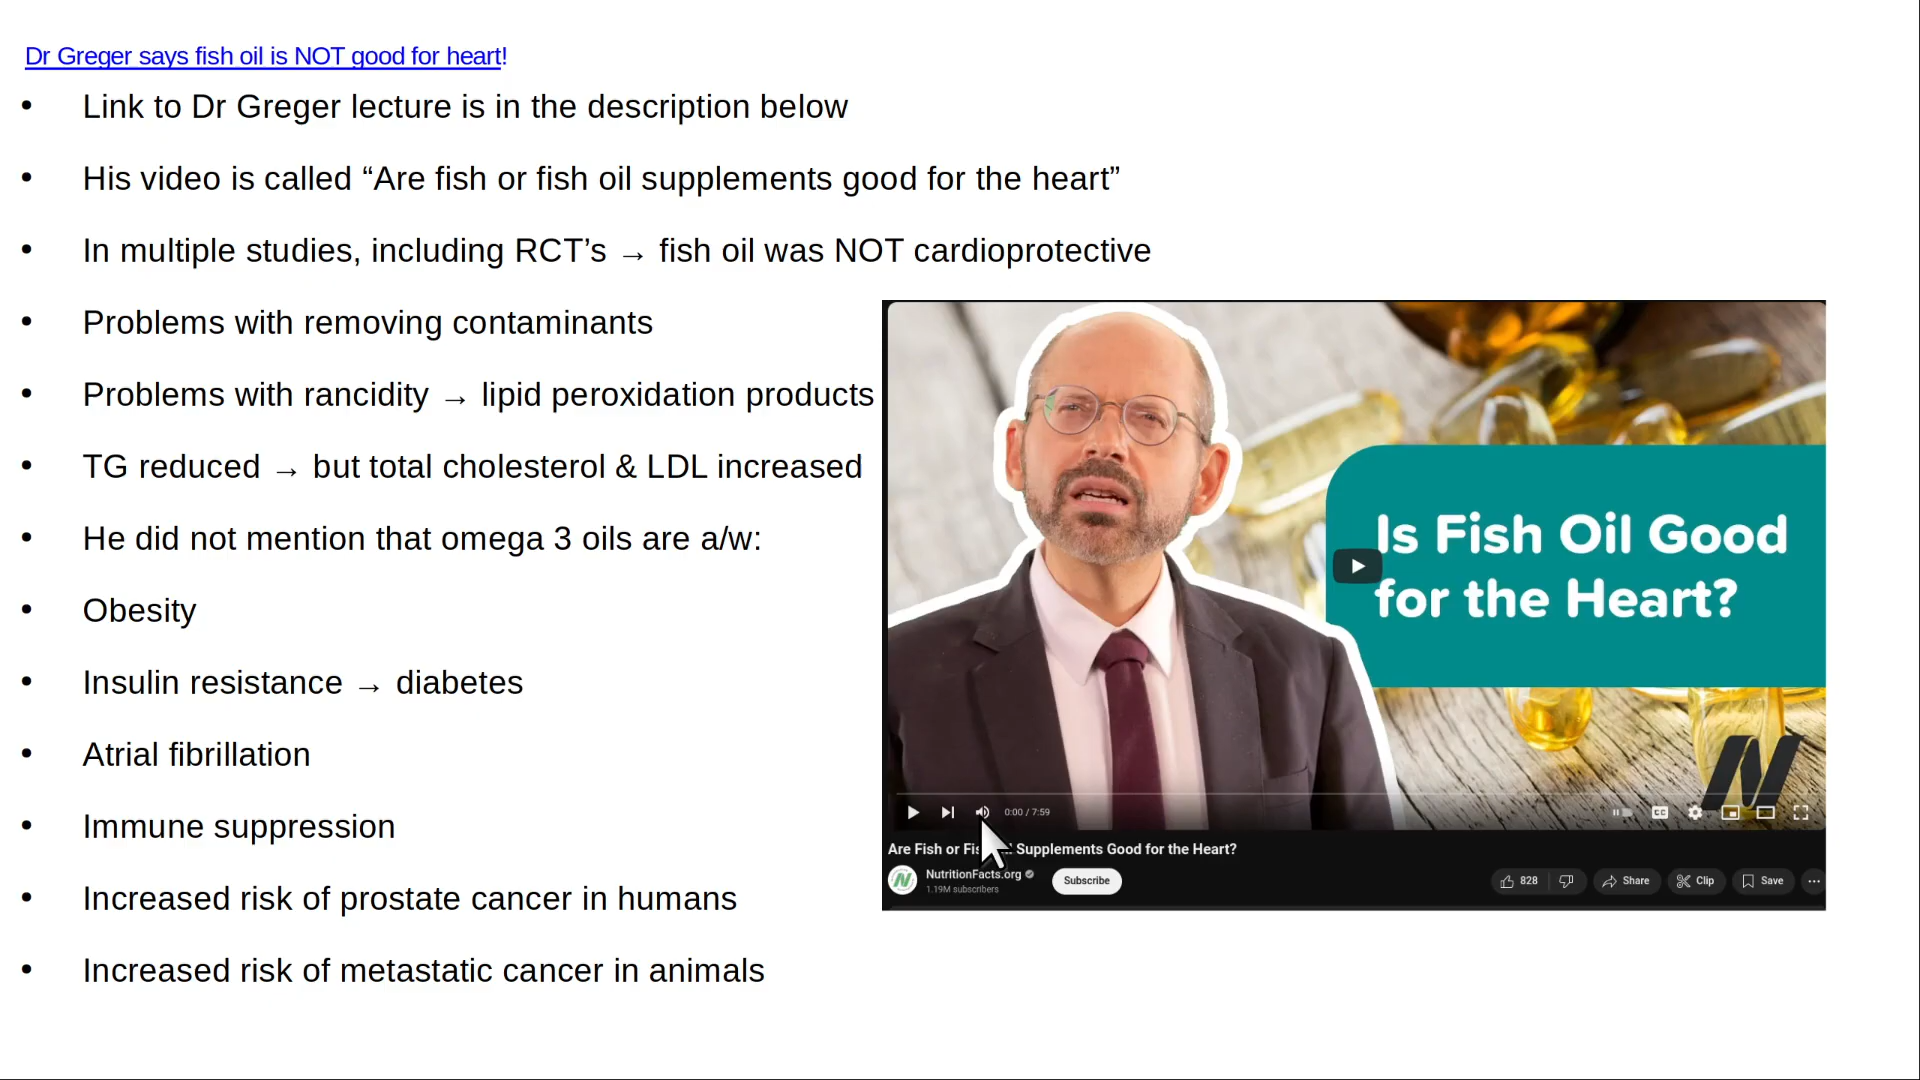 Dr Greger says fish oil is NOT good for heart!
• Link to Dr Greger lecture is in the description below
• His video is called “Are fish or fish oil supplements good for the heart”
• In multiple studies, including RCT’s → fish oil was NOT cardioprotective
• Problems with removing contaminants
• Problems with rancidity → lipid peroxidation products
• TG reduced → but total cholesterol & LDL increased
• He did not mention that omega 3 oils are a/w:
• Obesity
• Insulin resistance → diabetes
• Atrial fibrillation
• Immune suppression
• Increased risk of prostate cancer in humans
• Increased risk of metastatic cancer in animals
Is Fish Oil Good
for the Heart?
0:00 / 7:59
CC
Are Fish or Supplements Good for the Heart?
NutritionFacts.org
1.19M subscribers
Subscribe
828
Share
Clip
Save